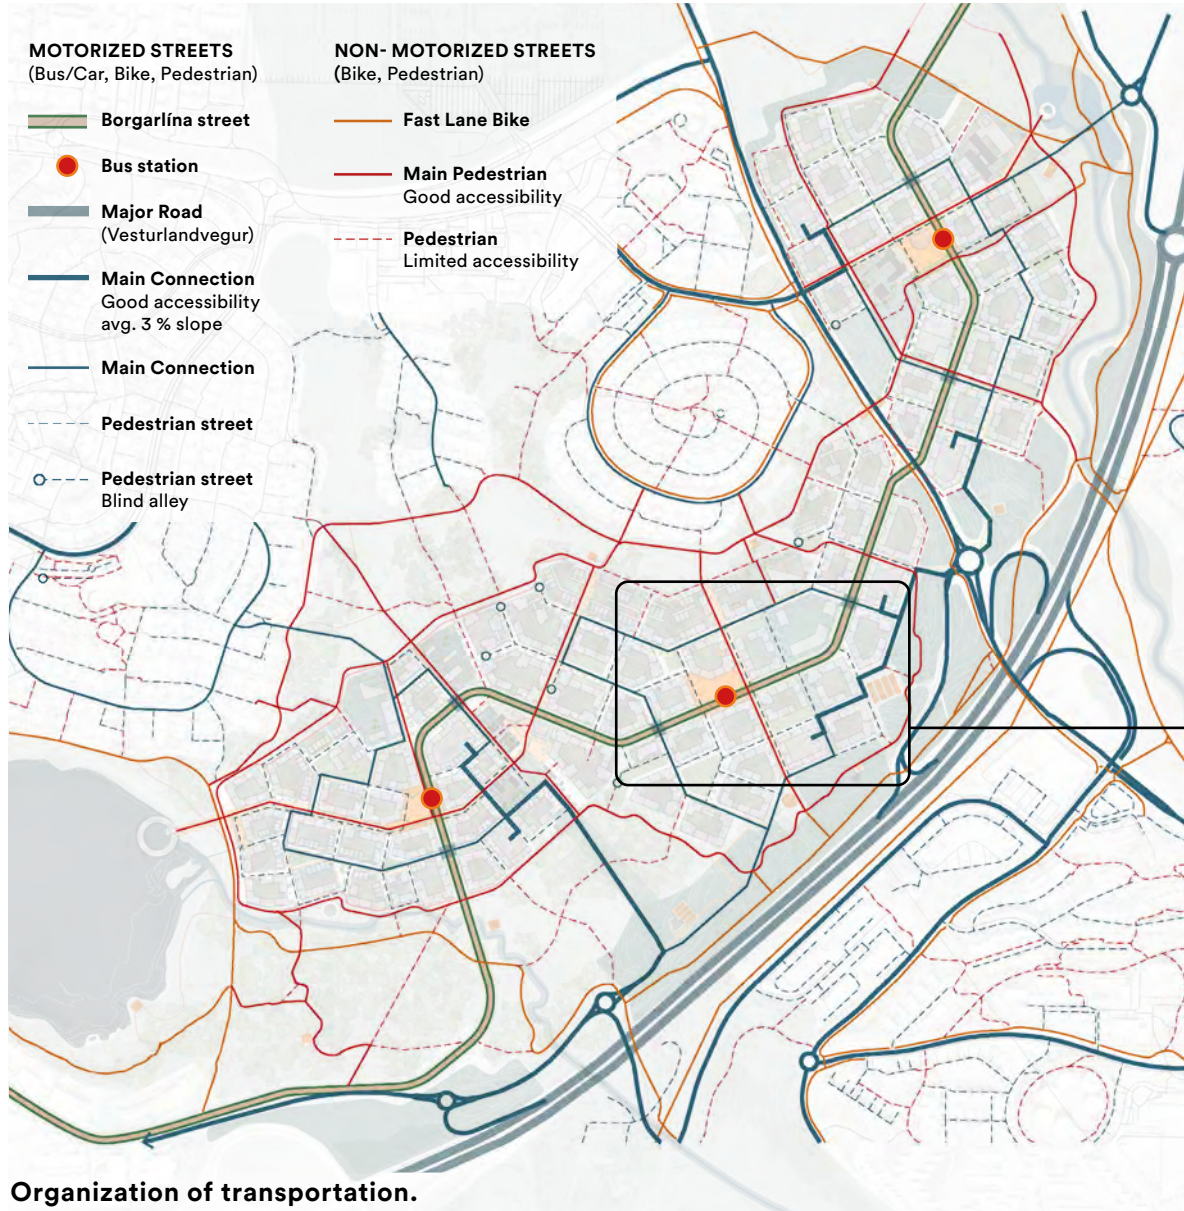 MOTORIZED STREETS
(Bus/Car, Bike, Pedestrian)
Borgarlína street
Bus station
Major Road
(Vesturlandvegur)
Main Connection
Good accessibility
avg. 3 % slope
Main Connection
Pedestrian street
Pedestrian street
Blind alley
NON- MOTORIZED STREETS
(Bike, Pedestrian)
Fast Lane Bike
Main Pedestrian
Good accessibility
Pedestrian
Limited accessibility
Organization of transportation.